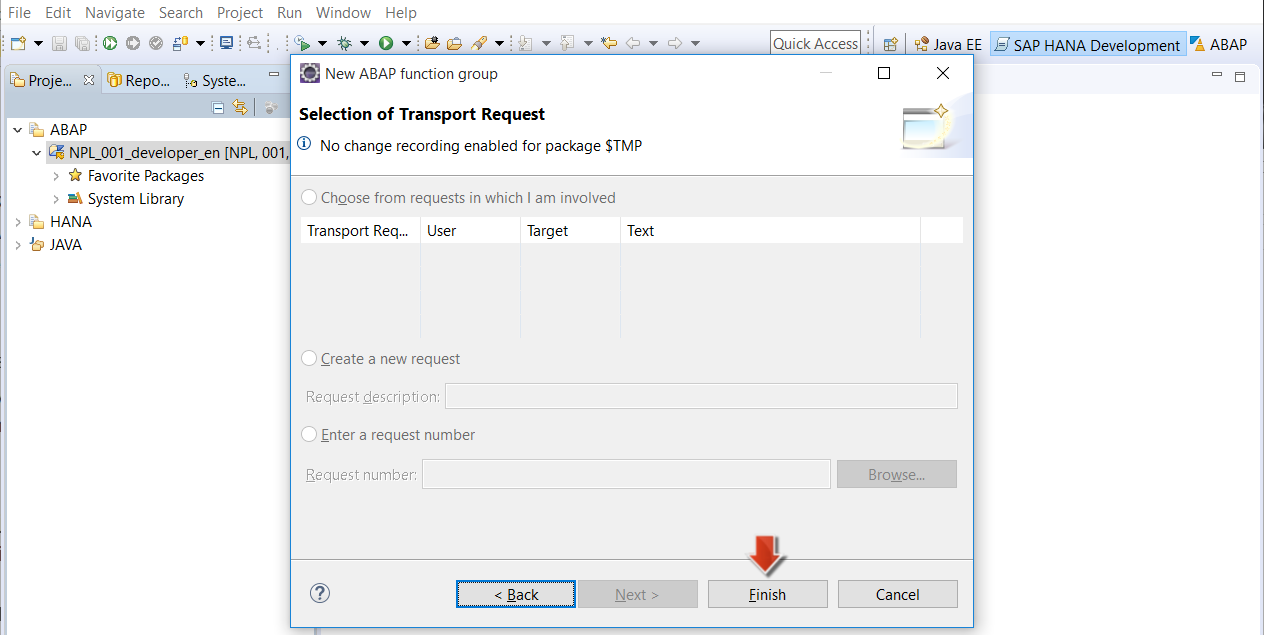 File Edit Navigate Search Project Run Window Help
Quick Access
Java EE
SAP HANA Development
ABAP
Proje...
Repo...
Syste...
ABAP
NPL_001_developer_en [NPL, 001,
Favorite Packages
System Library
HANA
JAVA
New ABAP function group
Selection of Transport Request
No change recording enabled for package $TMP
Choose from requests in which I am involved
Transport Req... User Target Text
Create a new request
Request description:
Enter a request number
Request number:
Browse...
< Back
Next >
Finish
Cancel